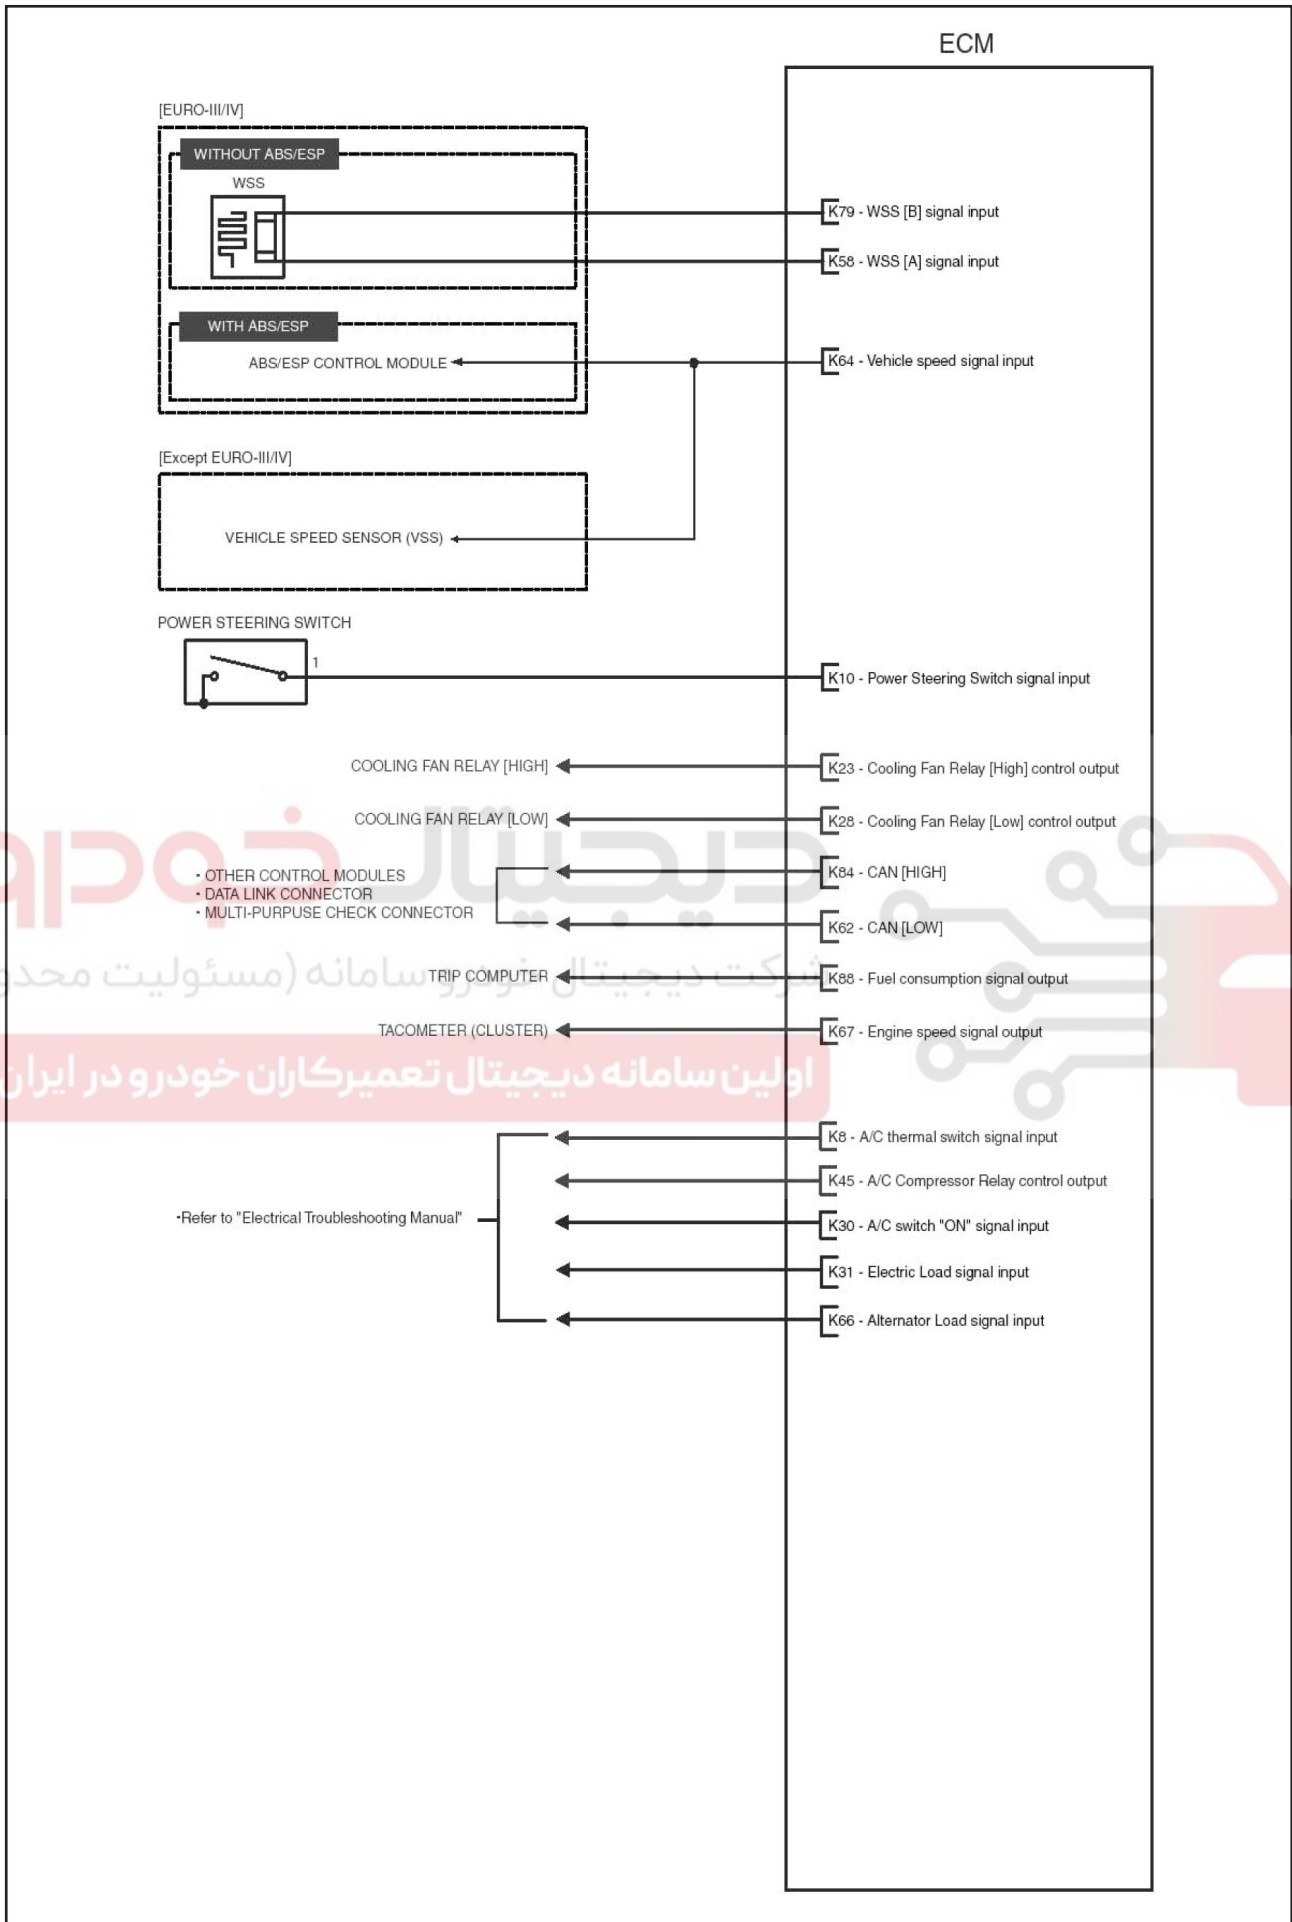 ECM
[EURO-III/IV]
WITHOUT ABS/ESP
WSS
K79 - WSS [B] signal input
K58 - WSS [A] signal input
WITH ABS/ESP
ABS/ESP CONTROL MODULE
K64 - Vehicle speed signal input
[Except EURO-III/IV]
VEHICLE SPEED SENSOR (VSS)
POWER STEERING SWITCH
1
K10 - Power Steering Switch signal input
COOLING FAN RELAY [HIGH]
K23 - Cooling Fan Relay [High] control output
COOLING FAN RELAY [LOW]
K28 - Cooling Fan Relay [Low] control output
دیجیتال خودرو
• OTHER CONTROL MODULES
• DATA LINK CONNECTOR
• MULTI-PURPUSE CHECK CONNECTOR
K84 - CAN [HIGH]
K62 - CAN [LOW]
شرکت دیجیتال خودرو سامانه (مسئولیت
TRIP COMPUTER
K88 - Fuel consumption signal output
TACOMETER (CLUSTER)
K67 - Engine speed signal output
اولین سامانه دیجیتال تعمیرکاران خودرو در ایران
K8 - A/C thermal switch signal input
K45 - A/C Compressor Relay control output
•Refer to "Electrical Troubleshooting Manual"
K30 - A/C switch "ON" signal input
K31 - Electric Load signal input
K66 - Alternator Load signal input